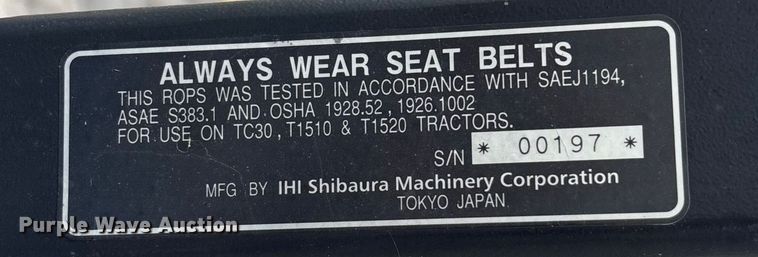 ALWAYS WEAR SEAT BELTS
THIS ROPS WAS TESTED IN ACCORDANCE WITH SAEJ1194,
ASAE S383.1 AND OSHA 1928.52, 1926.1002
FOR USE ON TC30, T1510 & T1520 TRACTORS.
S/N * 00197 *
MFG BY IHI Shibaura Machinery Corporation
TOKYO JAPAN
Purple Wave Auction